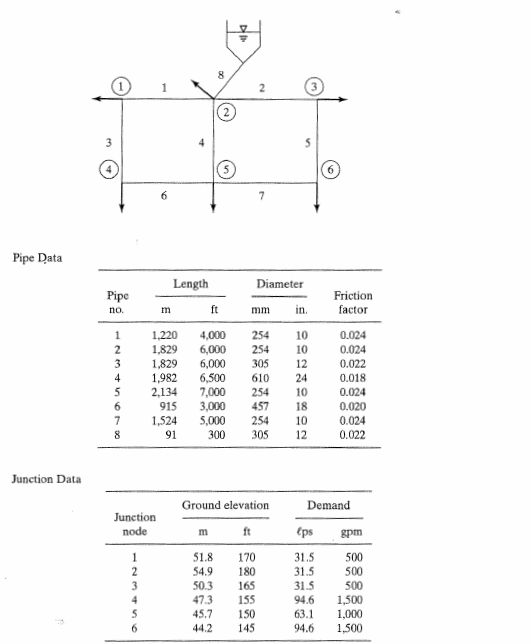 8
1
1
2
3
2
3
4
5
4
5
6
6
7
Pipe Data
Length Diameter
Pipe Friction
no. m ft mm in. factor
1 1,220 4,000 254 10 0.024
2 1,829 6,000 254 10 0.024
3 1,829 6,000 305 12 0.022
4 1,982 6,500 610 24 0.018
5 2,134 7,000 254 10 0.024
6 915 3,000 457 18 0.020
7 1,524 5,000 254 10 0.024
8 91 300 305 12 0.022
Junction Data
Ground elevation Demand
Junction
node m ft ℓps gpm
1 51.8 170 31.5 500
2 54.9 180 31.5 500
3 50.3 165 31.5 500
4 47.3 155 94.6 1,500
5 45.7 150 63.1 1,000
6 44.2 145 94.6 1,500